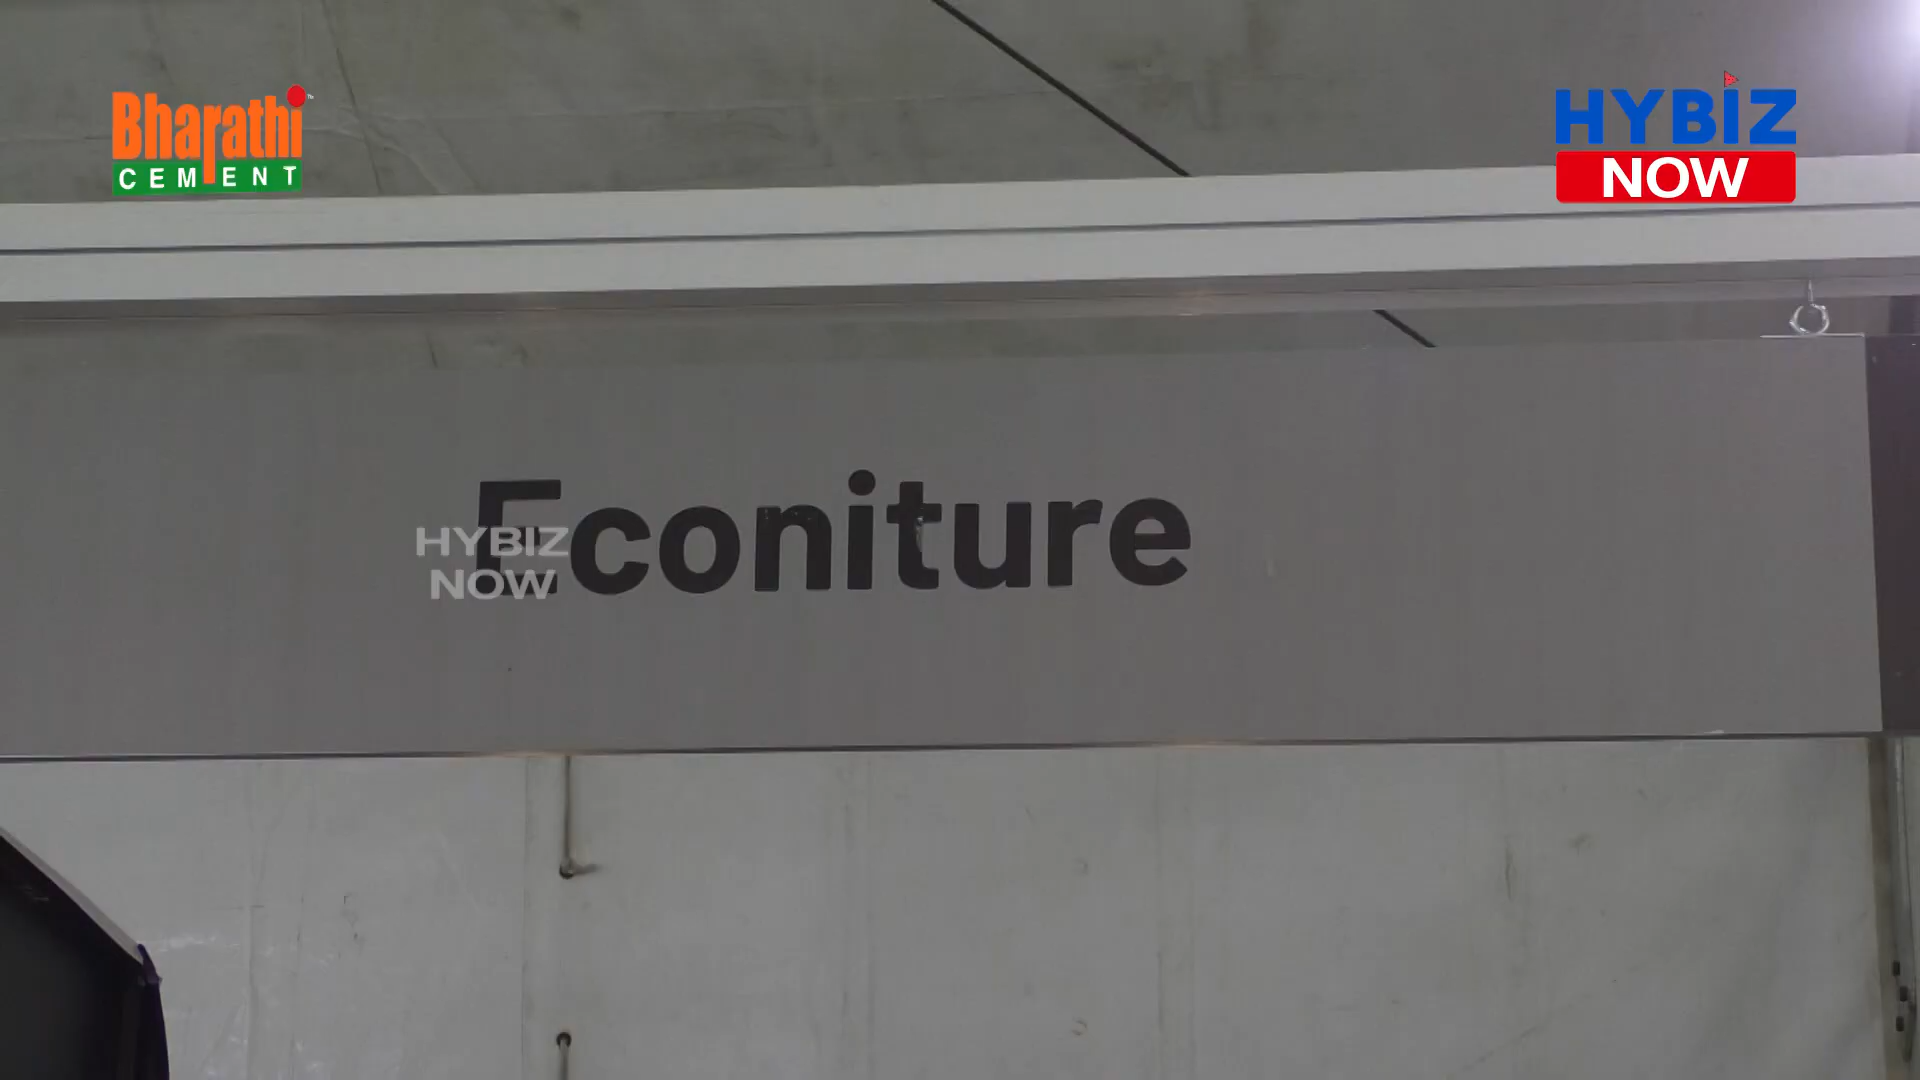 Bharathi
CEMENT
HYBIZ
NOW
Econiture
HYBIZ
NOW